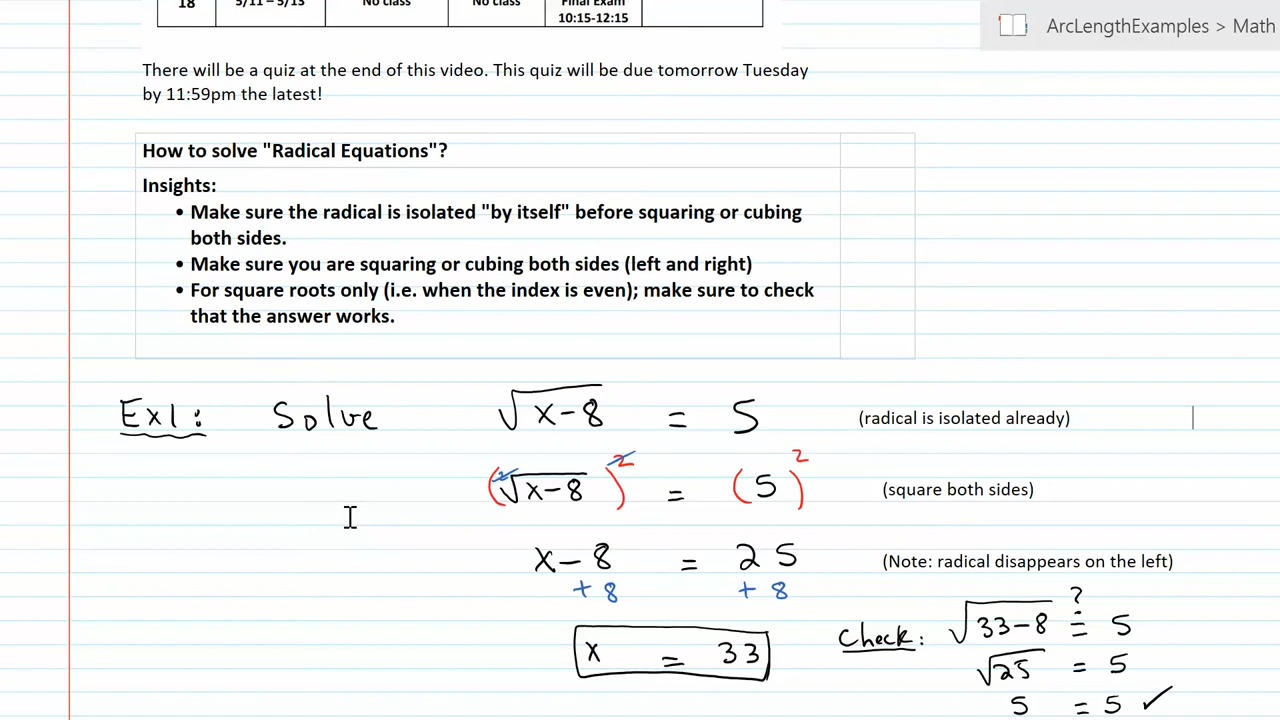 18 5/11 – 5/15 No class No class Final Exam
10:15-12:15
ArcLengthExamples > Math
There will be a quiz at the end of this video. This quiz will be due tomorrow Tuesday
by 11:59pm the latest!
How to solve "Radical Equations"?
Insights:
• Make sure the radical is isolated "by itself" before squaring or cubing
both sides.
• Make sure you are squaring or cubing both sides (left and right)
• For square roots only (i.e. when the index is even); make sure to check
that the answer works.
Ex1: Solve √x-8 = 5 (radical is isolated already)
(²√x-8)² = (5)² (square both sides)
x-8 = 25 (Note: radical disappears on the left)
+8 +8
x = 33
Check: √33-8 ?= 5
√25 = 5
5 = 5 ✓